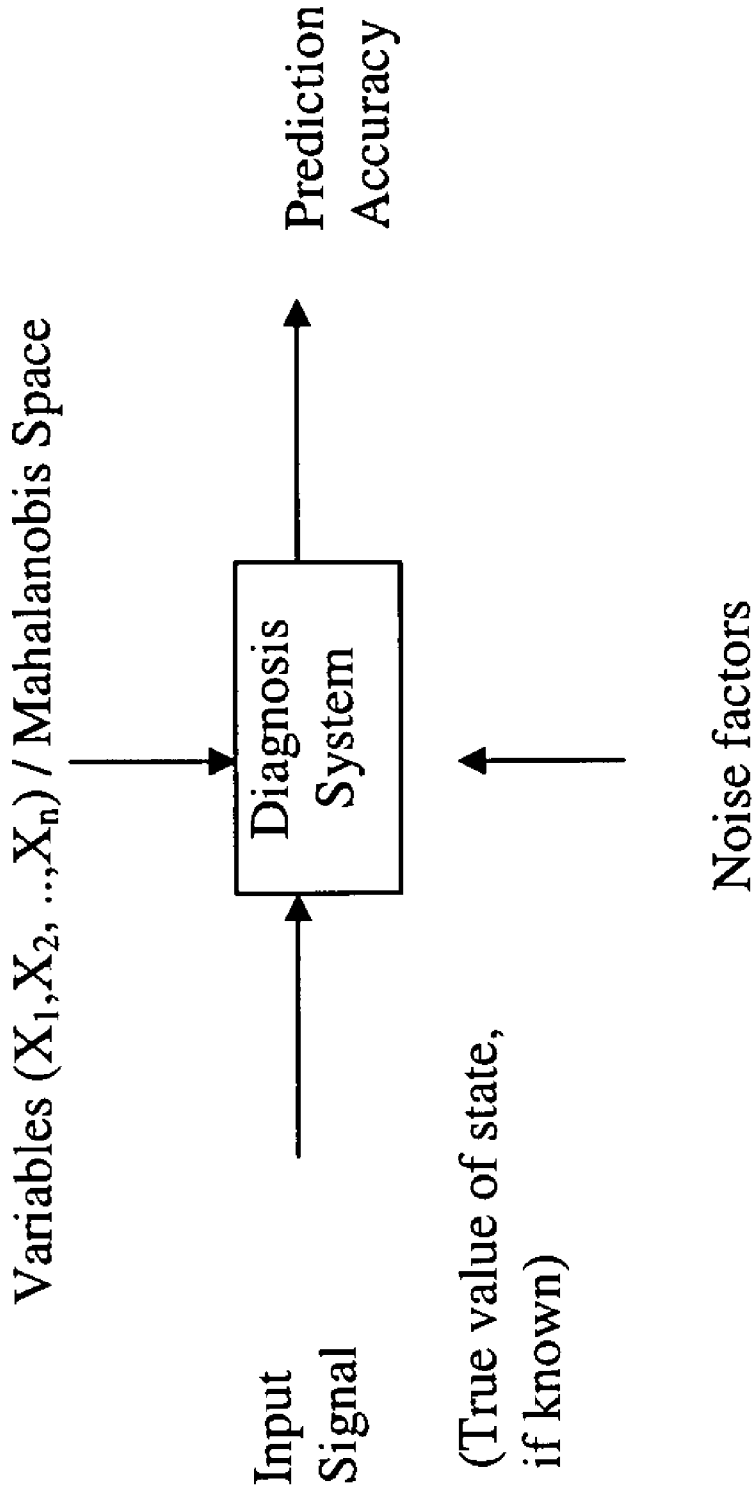 Variables (X1,X2, ..,Xn) / Mahalanobis Space
Input
Signal
(True value of state,
if known)
Diagnosis
System
Prediction
Accuracy
Noise factors